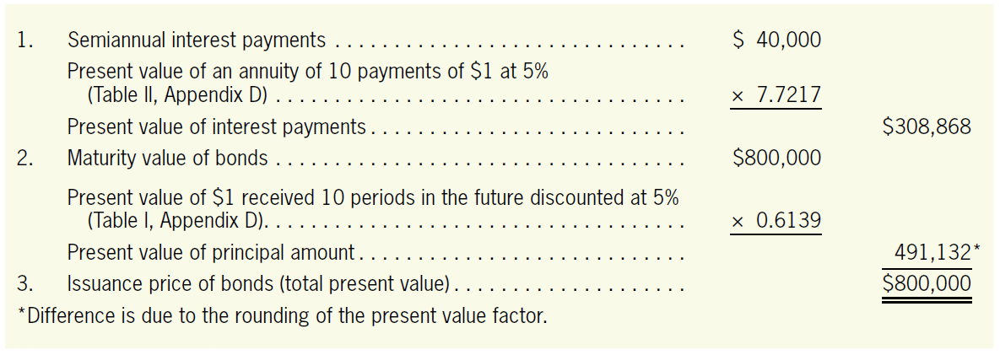 1. Semiannual interest payments . . . . . . . . . . . . . . . . . . . . . . . . . . . . . . $ 40,000
Present value of an annuity of 10 payments of $1 at 5%
(Table II, Appendix D) . . . . . . . . . . . . . . . . . . . . . . . . . . . . . . . . . . . × 7.7217
Present value of interest payments . . . . . . . . . . . . . . . . . . . . . . . . . . . $308,868
2. Maturity value of bonds . . . . . . . . . . . . . . . . . . . . . . . . . . . . . . . . . . . $800,000
Present value of $1 received 10 periods in the future discounted at 5%
(Table I, Appendix D). . . . . . . . . . . . . . . . . . . . . . . . . . . . . . . . . . . . × 0.6139
Present value of principal amount . . . . . . . . . . . . . . . . . . . . . . . . . . . . 491,132*
3. Issuance price of bonds (total present value) . . . . . . . . . . . . . . . . . . . . $800,000
*Difference is due to the rounding of the present value factor.